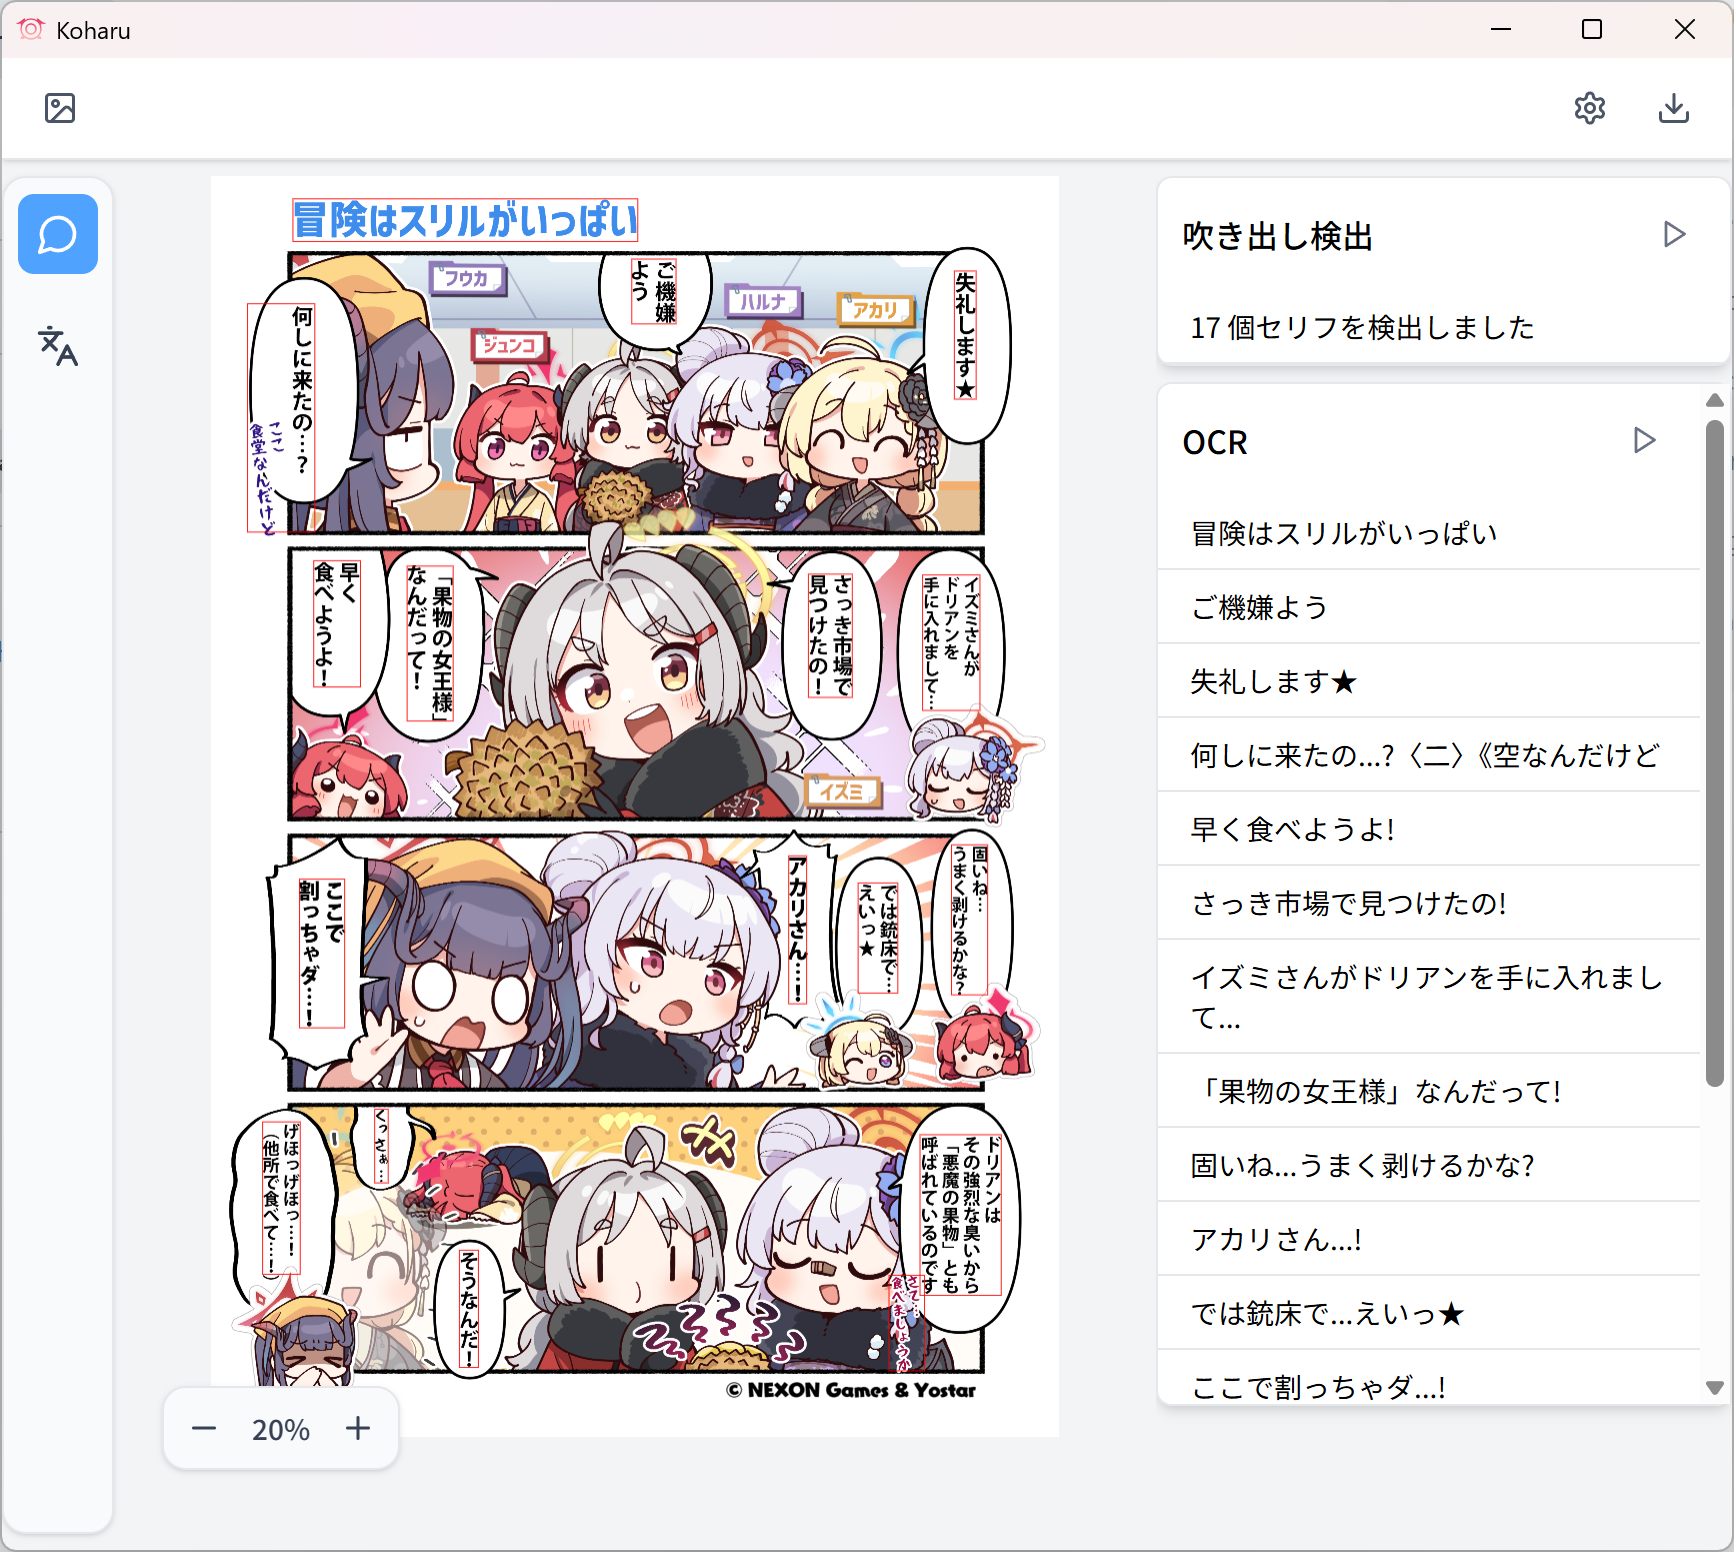 Koharu
冒険はスリルがいっぱい
失礼します★
ご機嫌
よう
フウカ
ハルナ
アカリ
ジュンコ
何しに来たの…?
ここ
食堂なんだけど
イズミさんが
ドリアンを
手に入れまして…
さっき市場で
見つけたの!
「果物の女王様」
なんだって!
早く
食べようよ!
イズミ
固いね…
うまく剥けるかな?
では銃床で…
えいっ★
アカリさん…!
ここで
割っちゃダ…!
ドリアンは
その強烈な臭いから
「悪魔の果物」とも
呼ばれているのです
さて…
食べましょうか
そうなんだ!
くっさぁ…
げほっげほっ…!
(他所で食べて…!)
© NEXON Games & Yostar
20%
吹き出し検出
17 個セリフを検出しました
OCR
冒険はスリルがいっぱい
ご機嫌よう
失礼します★
何しに来たの...?〈二〉《空なんだけど
早く食べようよ!
さっき市場で見つけたの!
イズミさんがドリアンを手に入れまし
て...
「果物の女王様」なんだって!
固いね...うまく剥けるかな?
アカリさん...!
では銃床で...えいっ★
ここで割っちゃダ...!